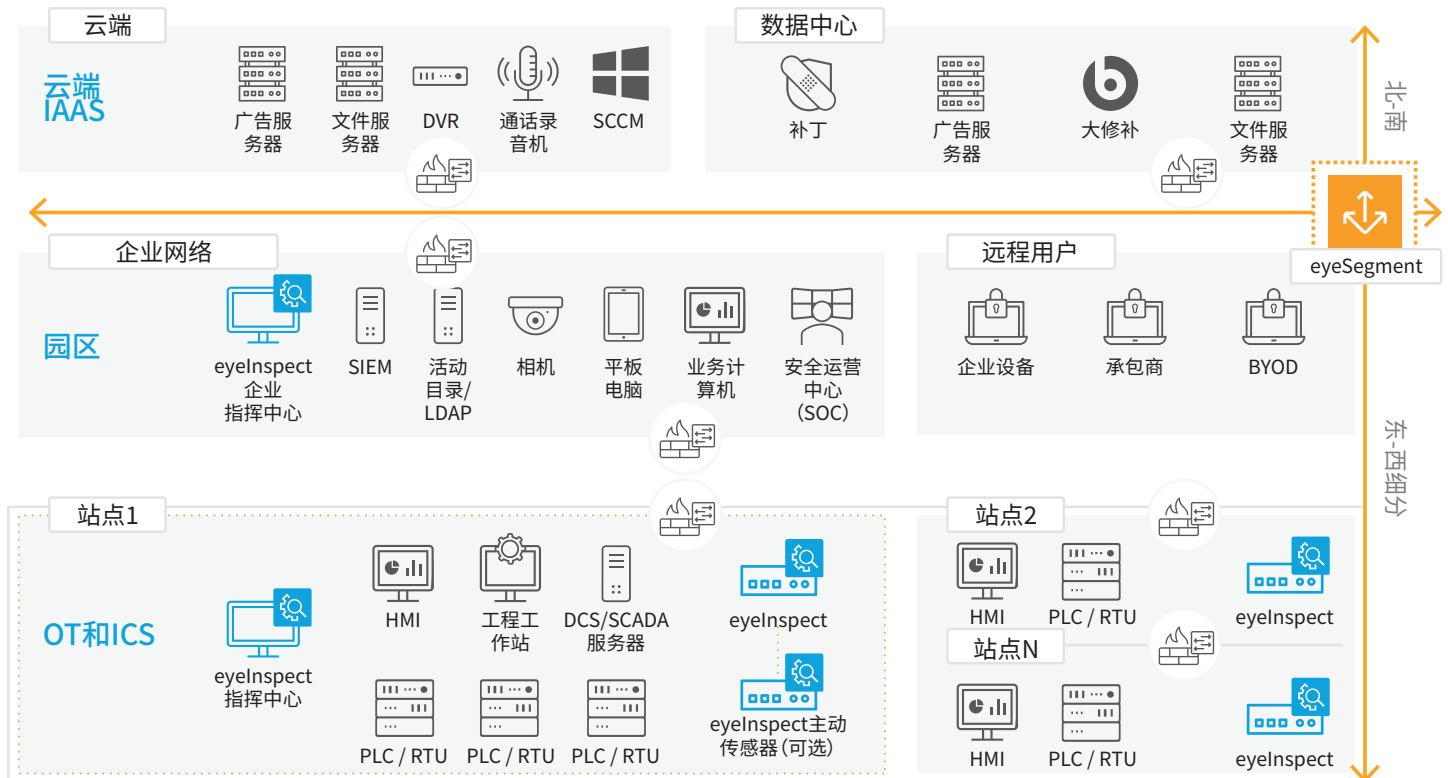 云端
数据中心
云端
IAAS
广告服
务器
文件服
务器
DVR
通话录
音机
SCCM
补丁
广告服
务器
大修补
文件服
务器
北-南
eyeSegment
企业网络
远程用户
园区
eyeInspect
企业
指挥中心
SIEM
活动
目录/
LDAP
相机
平板
电脑
业务计
算机
安全运营
中心
(SOC)
企业设备
承包商
BYOD
东-西细分
站点1
OT和ICS
eyeInspect
指挥中心
HMI
工程工
作站
DCS/SCADA
服务器
eyeInspect
PLC / RTU
PLC / RTU
PLC / RTU
eyeInspect主动
传感器(可选)
站点2
HMI
PLC / RTU
eyeInspect
站点N
HMI
PLC / RTU
eyeInspect